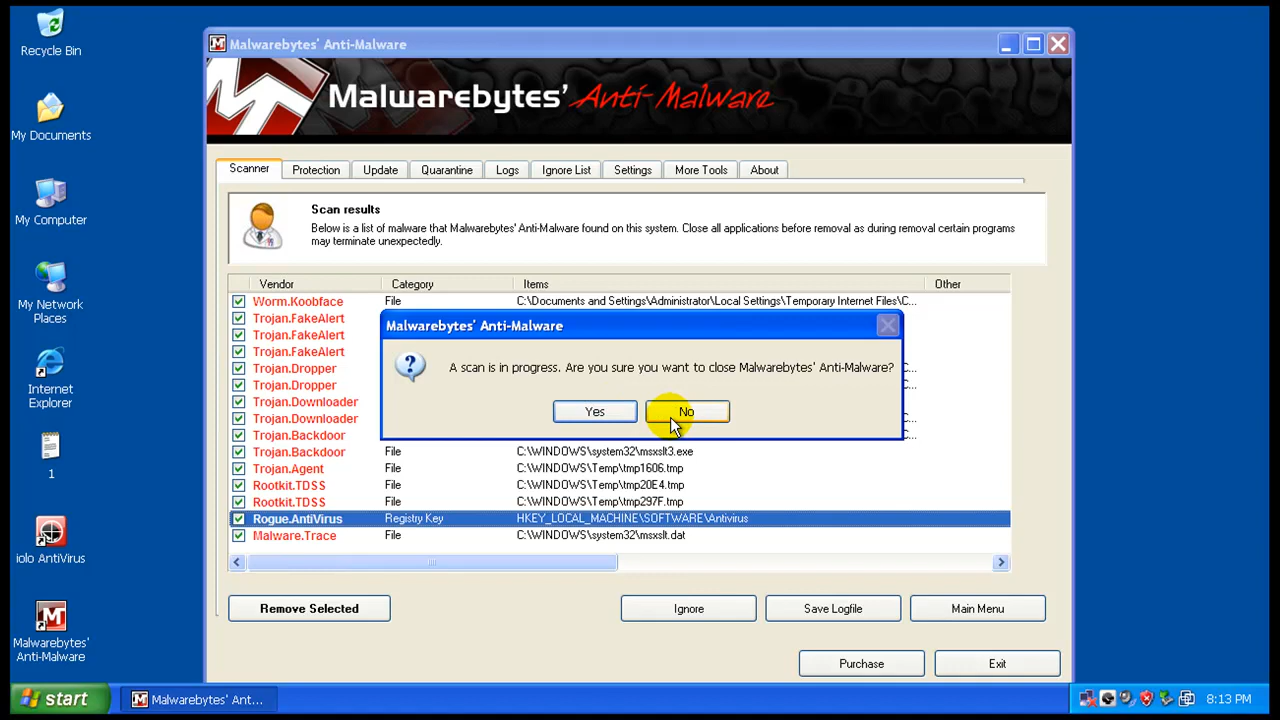 Recycle Bin
My Documents
My Computer
My Network
Places
Internet
Explorer
1
iolo AntiVirus
Malwarebytes'
Anti-Malware
Malwarebytes' Anti-Malware
Malwarebytes' Anti-Malware
Scanner Protection Update Quarantine Logs Ignore List Settings More Tools About
Scan results
Below is a list of malware that Malwarebytes' Anti-Malware found on this system. Close all applications before removal as during removal certain programs
may terminate unexpectedly.
Vendor Category Items Other
Worm.Koobface File C:\Documents and Settings\Administrator\Local Settings\Temporary Internet Files\C...
Trojan.FakeAlert
Trojan.FakeAlert
Trojan.FakeAlert
Trojan.Dropper
Trojan.Dropper
Trojan.Downloader
Trojan.Downloader
Trojan.Backdoor
Trojan.Backdoor File C:\WINDOWS\system32\msxslt3.exe
Trojan.Agent File C:\WINDOWS\Temp\tmp1606.tmp
Rootkit.TDSS File C:\WINDOWS\Temp\tmp20E4.tmp
Rootkit.TDSS File C:\WINDOWS\Temp\tmp297F.tmp
Rogue.AntiVirus Registry Key HKEY_LOCAL_MACHINE\SOFTWARE\Antivirus
Malware.Trace File C:\WINDOWS\system32\msxslt.dat
Malwarebytes' Anti-Malware
A scan is in progress. Are you sure you want to close Malwarebytes' Anti-Malware?
Yes No
Remove Selected Ignore Save Logfile Main Menu
Purchase Exit
start Malwarebytes' Ant... 8:13 PM